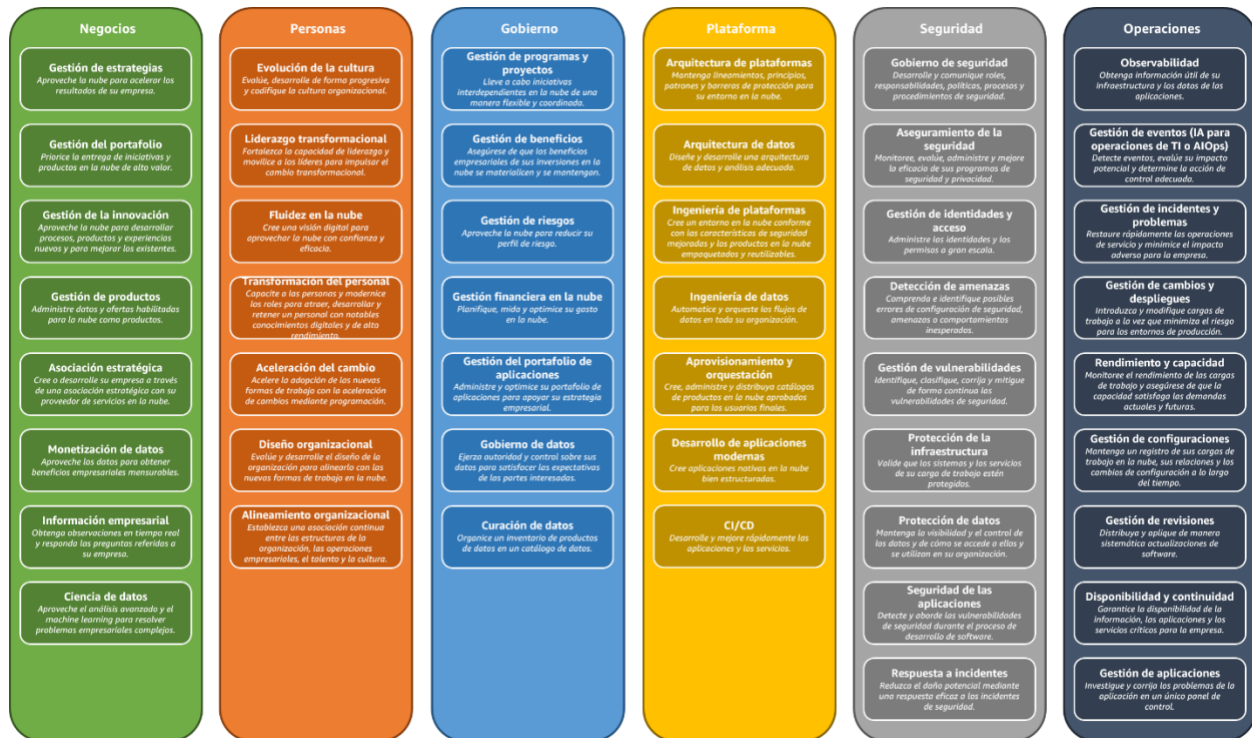 Negocios
Gestión de estrategias
Aproveche la nube para acelerar los
resultados de su empresa.
Gestión del portafolio
Priorice la entrega de iniciativas y
productos en la nube de alto valor.
Gestión de la innovación
Aproveche la nube para desarrollar
procesos, productos y experiencias
nuevos y para mejorar los existentes.
Gestión de productos
Administre datos y ofertas habilitadas
para la nube como productos.
Asociación estratégica
Cree o desarrolle su empresa a través
de una asociación estratégica con su
proveedor de servicios en la nube.
Monetización de datos
Aproveche los datos para obtener
beneficios empresariales mensurables.
Información empresarial
Obtenga observaciones en tiempo real
y responda las preguntas referidas a
su empresa.
Ciencia de datos
Aproveche el análisis avanzado y el
machine learning para resolver
problemas empresariales complejos.
Personas
Evolución de la cultura
Evalúe, desarrolle de forma progresiva
y codifique la cultura organizacional.
Liderazgo transformacional
Fortalezca la capacidad de liderazgo y
movilice a los líderes para impulsar el
cambio transformacional.
Fluidez en la nube
Cree una visión digital para
aprovechar la nube con confianza y
eficacia.
Transformación del personal
Capacite a las personas y modernice
los roles para atraer, desarrollar y
retener un personal con notables
conocimientos digitales y de alto
rendimiento.
Aceleración del cambio
Acelere la adopción de las nuevas
formas de trabajo con la aceleración
de cambios mediante programación.
Diseño organizacional
Evalúe y desarrolle el diseño de la
organización para alinearlo con las
nuevas formas de trabajo en la nube.
Alineamiento organizacional
Establezca una asociación continua
entre las estructuras de la
organización, las operaciones
empresariales, el talento y la cultura.
Gobierno
Gestión de programas y
proyectos
Lleve a cabo iniciativas
interdependientes en la nube de una
manera flexible y coordinada.
Gestión de beneficios
Asegúrese de que los beneficios
empresariales de sus inversiones en la
nube se materialicen y se mantengan.
Gestión de riesgos
Aproveche la nube para reducir su
perfil de riesgo.
Gestión financiera en la nube
Planifique, mida y optimice su gasto
en la nube.
Gestión del portafolio de
aplicaciones
Administre y optimice su portafolio de
aplicaciones para apoyar su estrategia
empresarial.
Gobierno de datos
Ejerza autoridad y control sobre sus
datos para satisfacer las expectativas
de las partes interesadas.
Curación de datos
Organice un inventario de productos
de datos en un catálogo de datos.
Plataforma
Arquitectura de plataformas
Mantenga lineamientos, principios,
patrones y barreras de protección para
su entorno en la nube.
Arquitectura de datos
Diseñe y desarrolle una arquitectura
de datos y análisis adecuada.
Ingeniería de plataformas
Cree un entorno en la nube conforme
con las características de seguridad
mejoradas y los productos en la nube
empaquetados y reutilizables.
Ingeniería de datos
Automatice y orqueste los flujos de
datos en toda su organización.
Aprovisionamiento y
orquestación
Cree, administre y distribuya catálogos
de productos en la nube aprobados
para los usuarios finales.
Desarrollo de aplicaciones
modernas
Cree aplicaciones nativas en la nube
bien estructuradas.
CI/CD
Desarrolle y mejore rápidamente las
aplicaciones y los servicios.
Seguridad
Gobierno de seguridad
Desarrolle y comunique roles,
responsabilidades, políticas, procesos y
procedimientos de seguridad.
Aseguramiento de la
seguridad
Monitoree, evalúe, administre y mejore
la eficacia de sus programas de
seguridad y privacidad.
Gestión de identidades y
acceso
Administre las identidades y los
permisos a gran escala.
Detección de amenazas
Comprenda e identifique posibles
errores de configuración de seguridad,
amenazas o comportamientos
inesperados.
Gestión de vulnerabilidades
Identifique, clasifique, corrija y mitigue
de forma continua las
vulnerabilidades de seguridad.
Protección de la
infraestructura
Valide que los sistemas y los servicios
de su carga de trabajo estén
protegidos.
Protección de datos
Mantenga la visibilidad y el control de
los datos y de cómo se accede a ellos y
se utilizan en su organización.
Seguridad de las
aplicaciones
Detecte y aborde las vulnerabilidades
de seguridad durante el proceso de
desarrollo de software.
Respuesta a incidentes
Reduzca el daño potencial mediante
una respuesta eficaz a los incidentes
de seguridad.
Operaciones
Observabilidad
Obtenga información útil de su
infraestructura y los datos de las
aplicaciones.
Gestión de eventos (IA para
operaciones de TI o AIOps)
Detecte eventos, evalúe su impacto
potencial y determine la acción de
control adecuada.
Gestión de incidentes y
problemas
Restaure rápidamente las operaciones
de servicio y minimice el impacto
adverso para la empresa.
Gestión de cambios y
despliegues
Introduzca y modifique cargas de
trabajo a la vez que minimiza el riesgo
para los entornos de producción.
Rendimiento y capacidad
Monitoree el rendimiento de las cargas
de trabajo y asegúrese de que la
capacidad satisfaga las demandas
actuales y futuras.
Gestión de configuraciones
Mantenga un registro de sus cargas de
trabajo en la nube, sus relaciones y los
cambios de configuración a lo largo
del tiempo.
Gestión de revisiones
Distribuya y aplique de manera
sistemática actualizaciones de
software.
Disponibilidad y continuidad
Garantice la disponibilidad de la
información, las aplicaciones y los
servicios críticos para la empresa.
Gestión de aplicaciones
Investigue y corrija los problemas de la
aplicación en un único panel de
control.